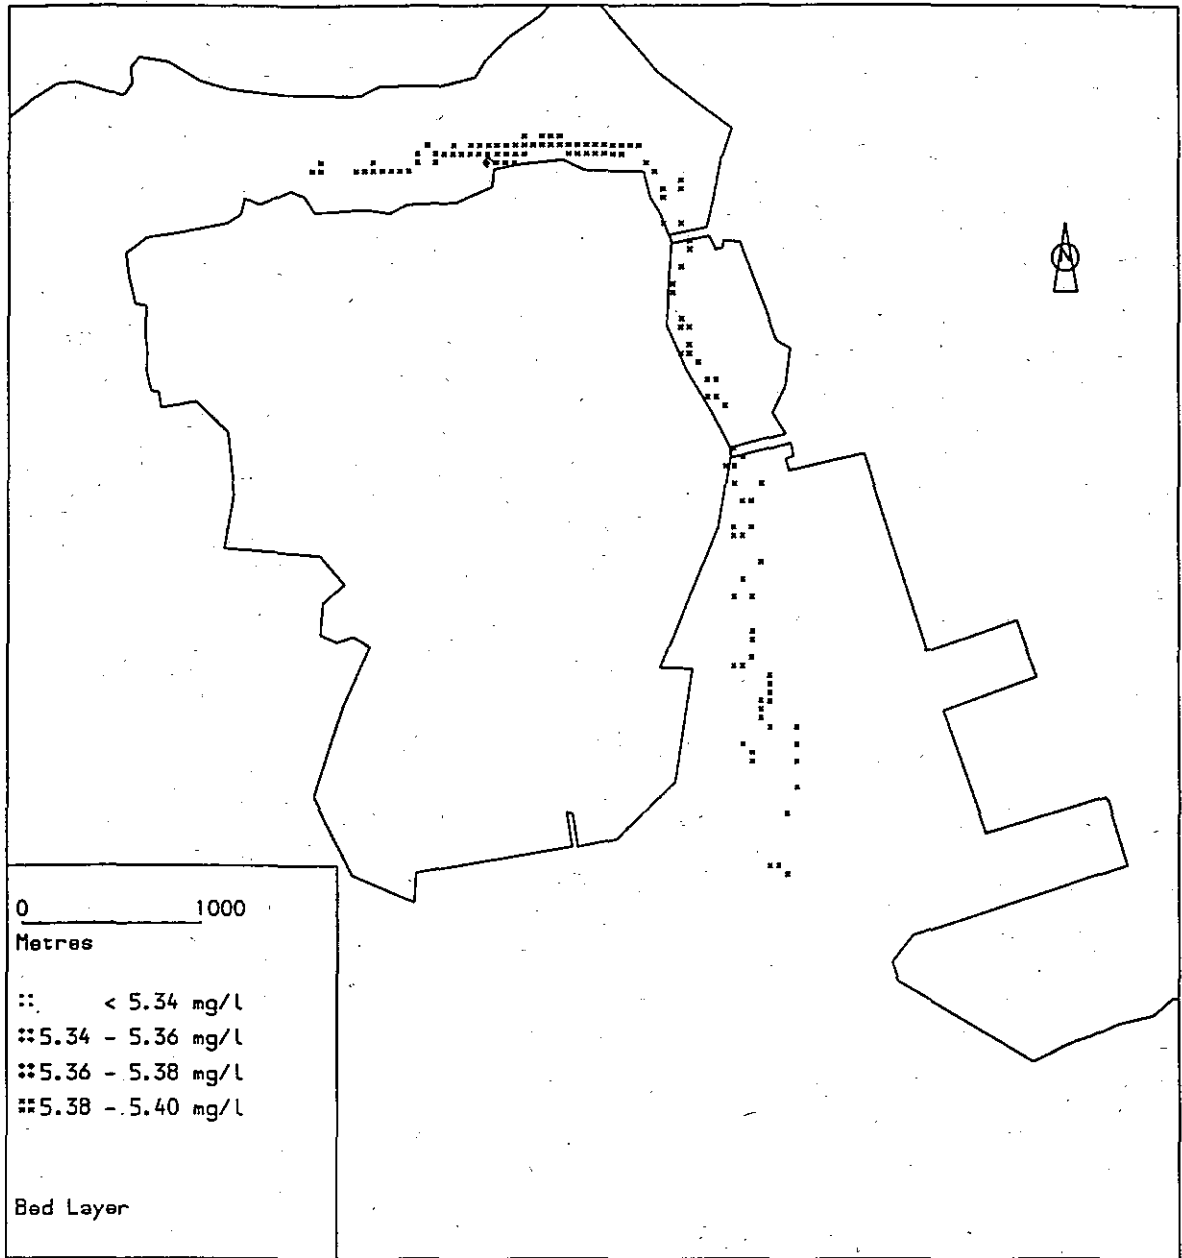 N
0 1000
Metres
< 5.34 mg/l
5.34 - 5.36 mg/l
5.36 - 5.38 mg/l
5.38 - 5.40 mg/l
Bed Layer